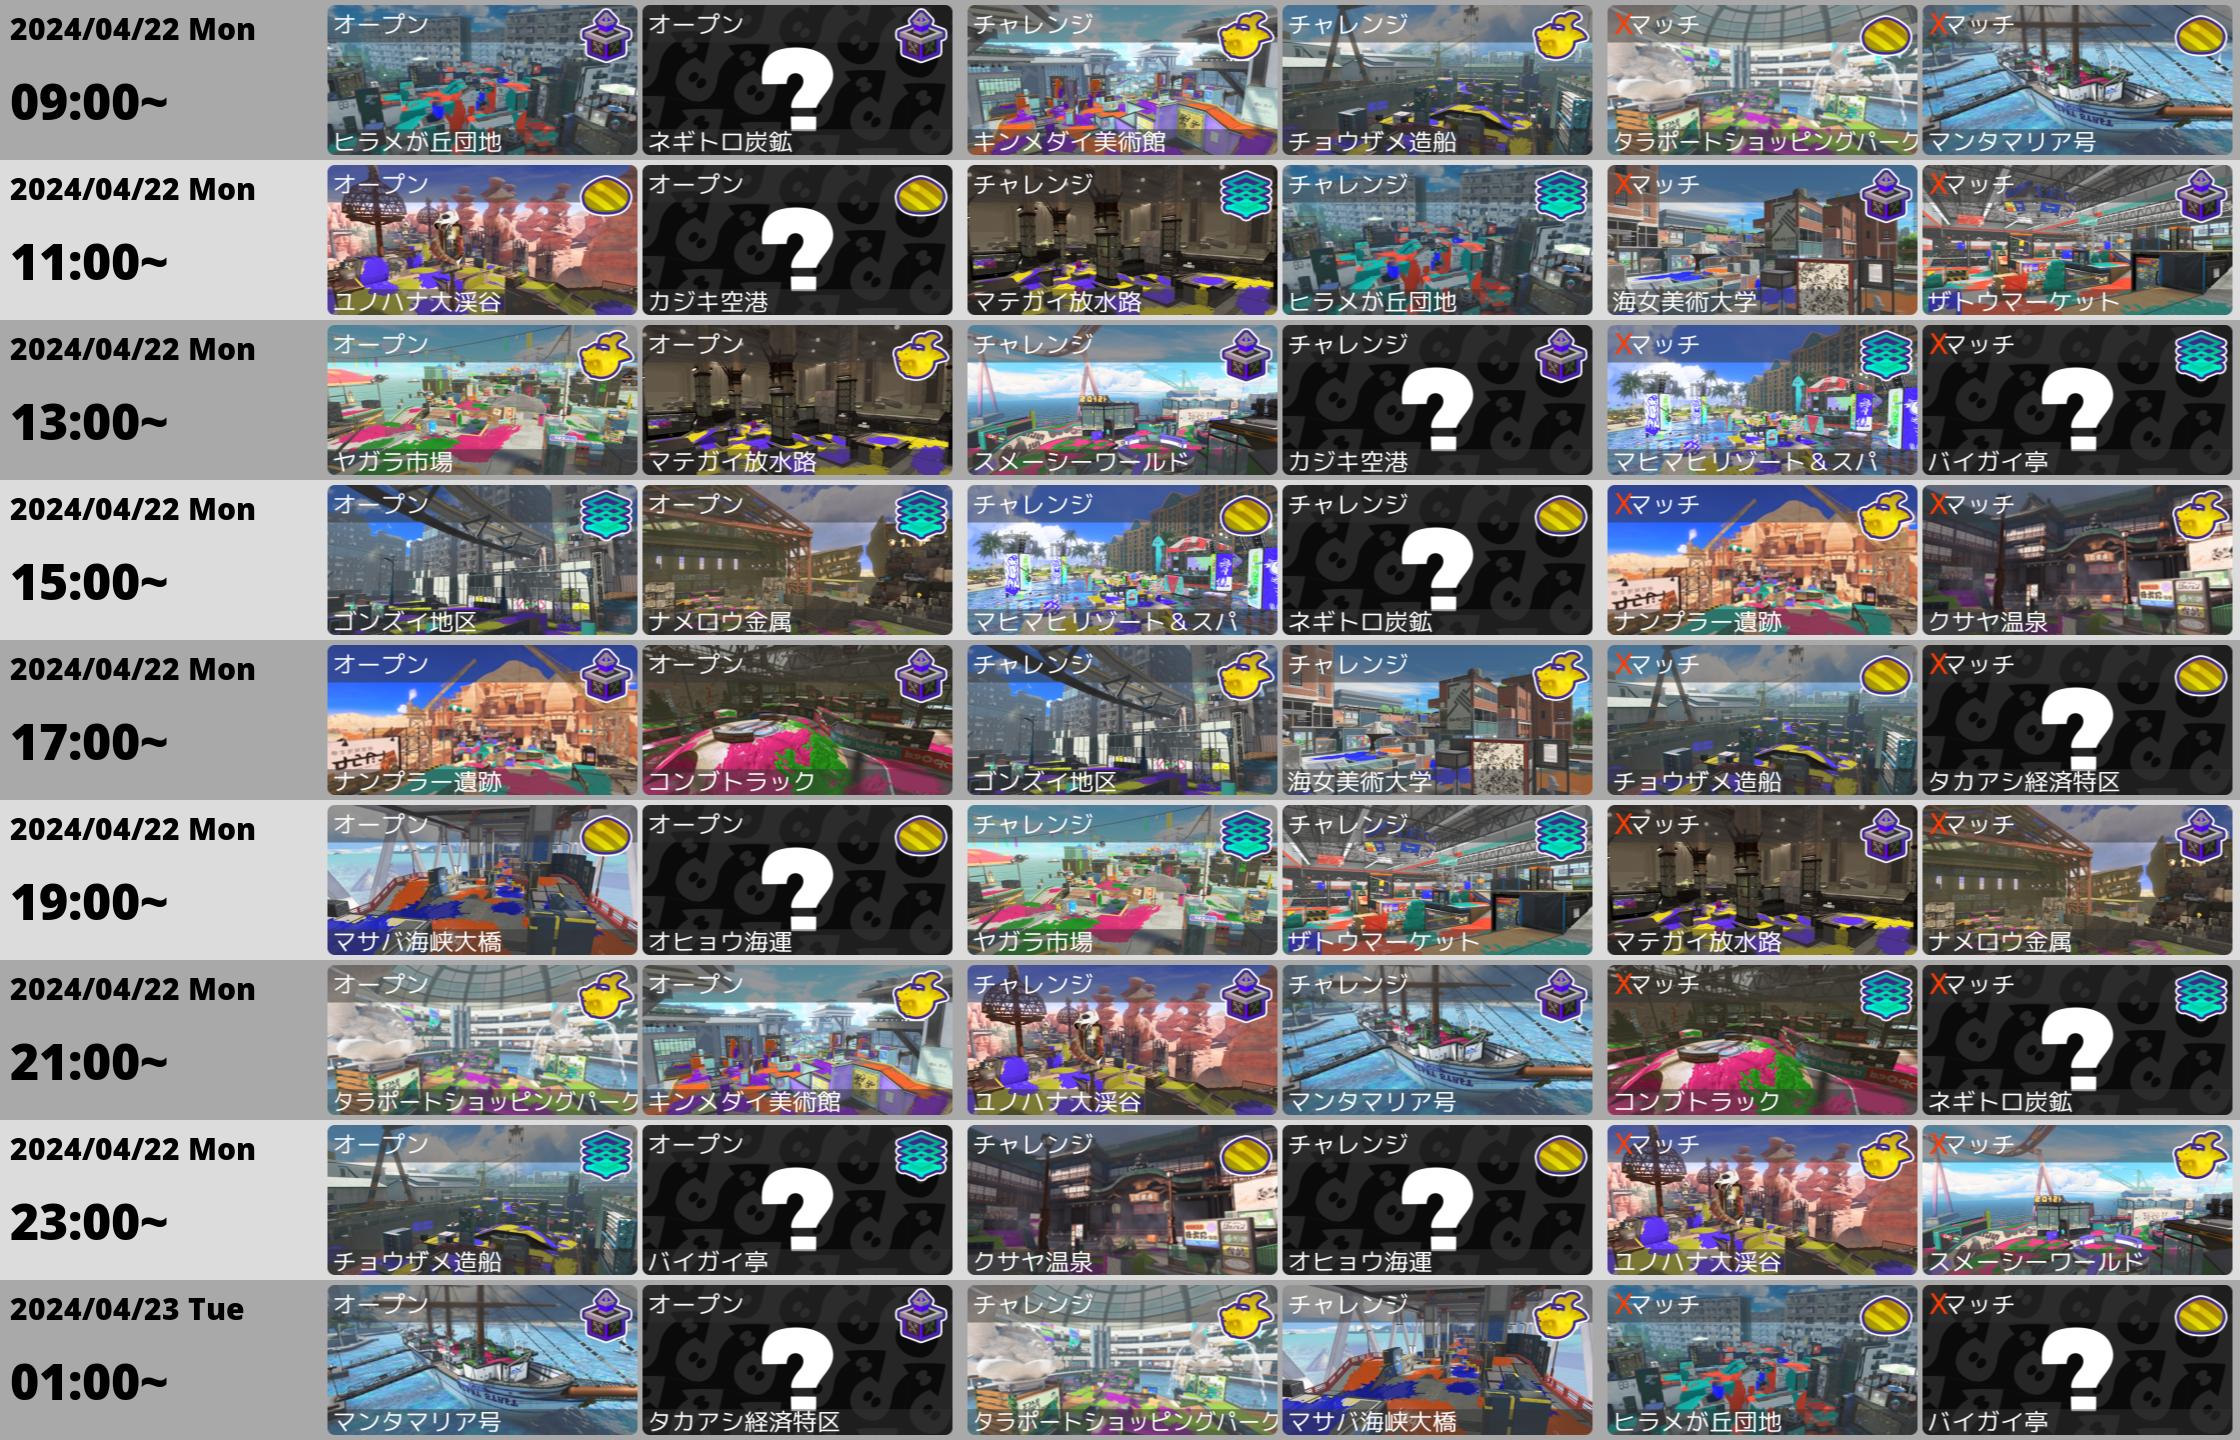 2024/04/22 Mon
09:00~
オープン
ヒラメが丘団地
オープン
ネギトロ炭鉱
チャレンジ
キンメダイ美術館
チャレンジ
チョウザメ造船
Xマッチ
タラポートショッピングパーク
Xマッチ
マンタマリア号
2024/04/22 Mon
11:00~
オープン
ユノハナ大渓谷
オープン
カジキ空港
チャレンジ
マテガイ放水路
チャレンジ
ヒラメが丘団地
Xマッチ
海女美術大学
Xマッチ
ザトウマーケット
2024/04/22 Mon
13:00~
オープン
ヤガラ市場
オープン
マテガイ放水路
チャレンジ
スメーシーワールド
チャレンジ
カジキ空港
Xマッチ
マヒマヒリゾート＆スパ
Xマッチ
バイガイ亭
2024/04/22 Mon
15:00~
オープン
ゴンズイ地区
オープン
ナメロウ金属
チャレンジ
マヒマヒリゾート＆スパ
チャレンジ
ネギトロ炭鉱
Xマッチ
ナンプラー遺跡
Xマッチ
クサヤ温泉
2024/04/22 Mon
17:00~
オープン
ナンプラー遺跡
オープン
コンブトラック
チャレンジ
ゴンズイ地区
チャレンジ
海女美術大学
Xマッチ
チョウザメ造船
Xマッチ
タカアシ経済特区
2024/04/22 Mon
19:00~
オープン
マサバ海峡大橋
オープン
オヒョウ海運
チャレンジ
ヤガラ市場
チャレンジ
ザトウマーケット
Xマッチ
マテガイ放水路
Xマッチ
ナメロウ金属
2024/04/22 Mon
21:00~
オープン
タラポートショッピングパーク
オープン
キンメダイ美術館
チャレンジ
ユノハナ大渓谷
チャレンジ
マンタマリア号
Xマッチ
コンブトラック
Xマッチ
ネギトロ炭鉱
2024/04/22 Mon
23:00~
オープン
チョウザメ造船
オープン
バイガイ亭
チャレンジ
クサヤ温泉
チャレンジ
オヒョウ海運
Xマッチ
ユノハナ大渓谷
Xマッチ
スメーシーワールド
2024/04/23 Tue
01:00~
オープン
マンタマリア号
オープン
タカアシ経済特区
チャレンジ
タラポートショッピングパーク
チャレンジ
マサバ海峡大橋
Xマッチ
ヒラメが丘団地
Xマッチ
バイガイ亭